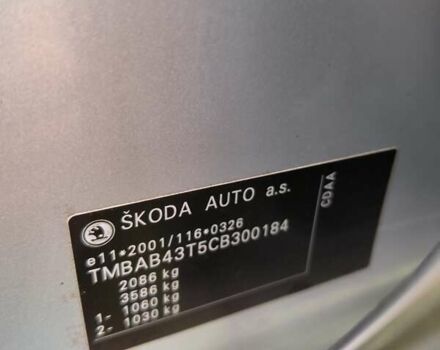 ŠKODA AUTO a.s.
e11*2001/116*0326
TMBAB43T5CB300184
2086 kg
3586 kg
1- 1060 kg
2- 1030 kg
CDAA